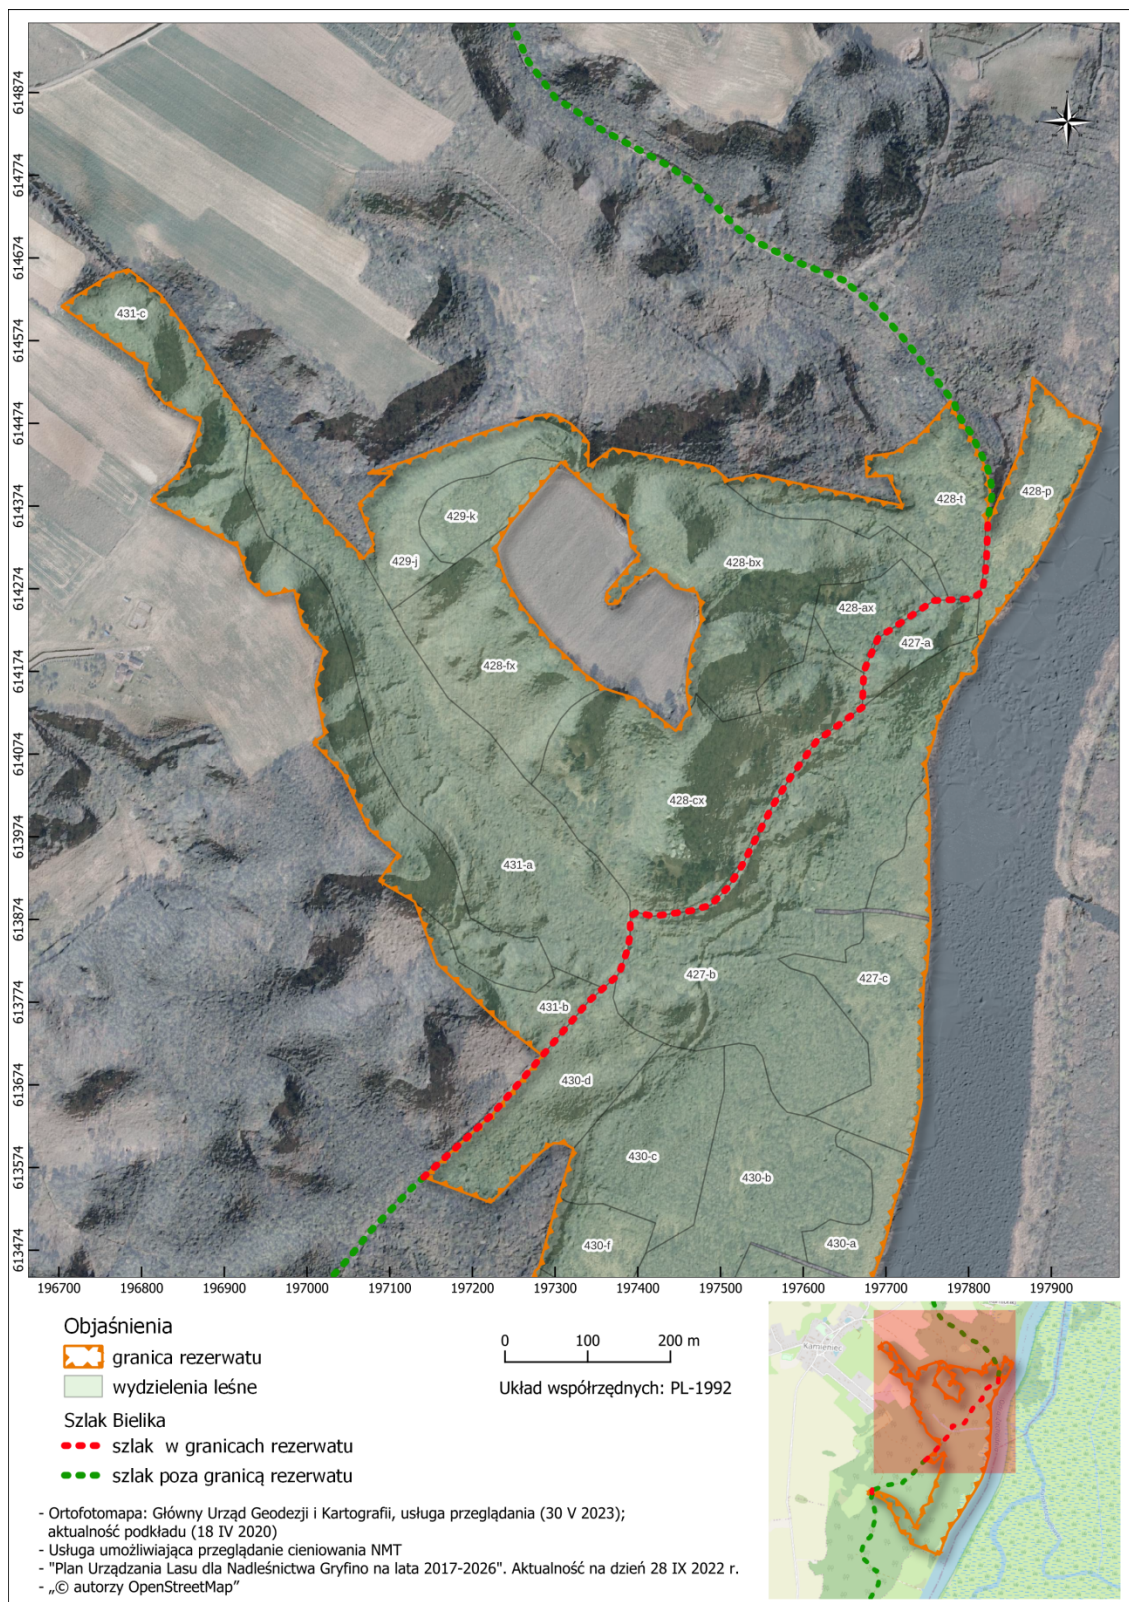 614874
614774
614674
614574
614474
614374
614274
614174
614074
613974
613874
613774
613674
613574
613474
431-c
429-k
429-j
428-t
428-p
428-bx
428-ax
427-a
428-fx
428-cx
431-a
427-b
427-c
431-b
430-d
430-c
430-b
430-f
430-a
196700
196800
196900
197000
197100
197200
197300
197400
197500
197600
197700
197800
197900
Objaśnienia
granica rezerwatu
wydzielenia leśne
Szlak Bielika
szlak w granicach rezerwatu
szlak poza granicą rezerwatu
0 100 200 m
Układ współrzędnych: PL-1992
Kamieniec
- Ortofotomapa: Główny Urząd Geodezji i Kartografii, usługa przeglądania (30 V 2023);
aktualność podkładu (18 IV 2020)
- Usługa umożliwiająca przeglądanie cieniowania NMT
- "Plan Urządzania Lasu dla Nadleśnictwa Gryfino na lata 2017-2026". Aktualność na dzień 28 IX 2022 r.
- „© autorzy OpenStreetMap”